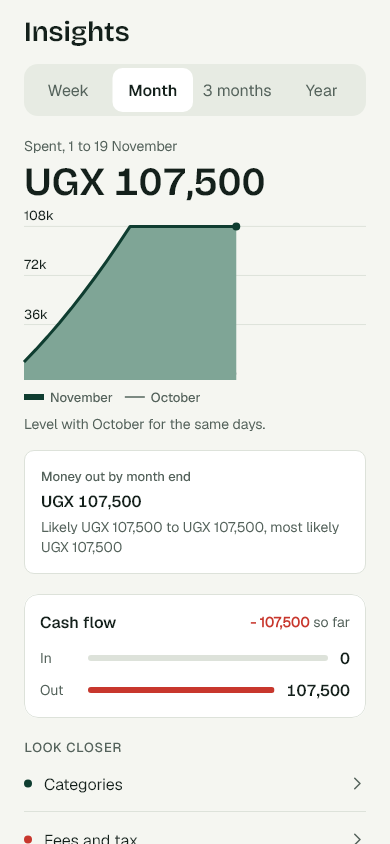 Insights
Week Month 3 months Year
Spent, 1 to 19 November
UGX 107,500
108k
72k
36k
November October
Level with October for the same days.
Money out by month end
UGX 107,500
Likely UGX 107,500 to UGX 107,500, most likely
UGX 107,500
Cash flow - 107,500 so far
In 0
Out 107,500
LOOK CLOSER
Categories
Fees and tax